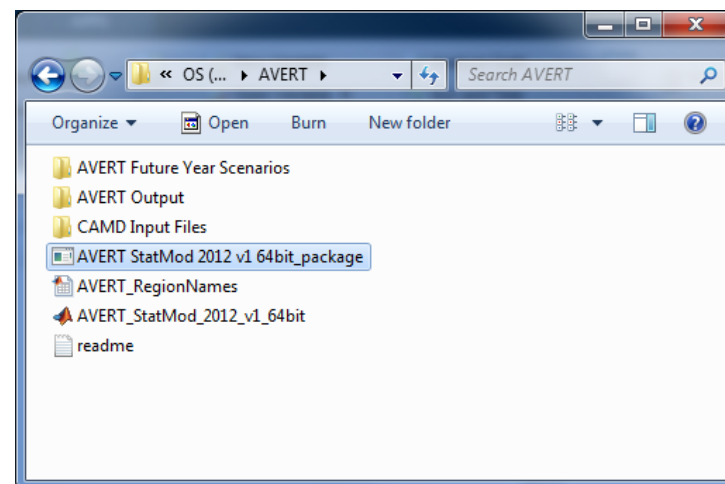 « OS (... ▸ AVERT ▸ Search AVERT
Organize ▾ Open Burn New folder
AVERT Future Year Scenarios
AVERT Output
CAMD Input Files
AVERT StatMod 2012 v1 64bit_package
AVERT_RegionNames
AVERT_StatMod_2012_v1_64bit
readme